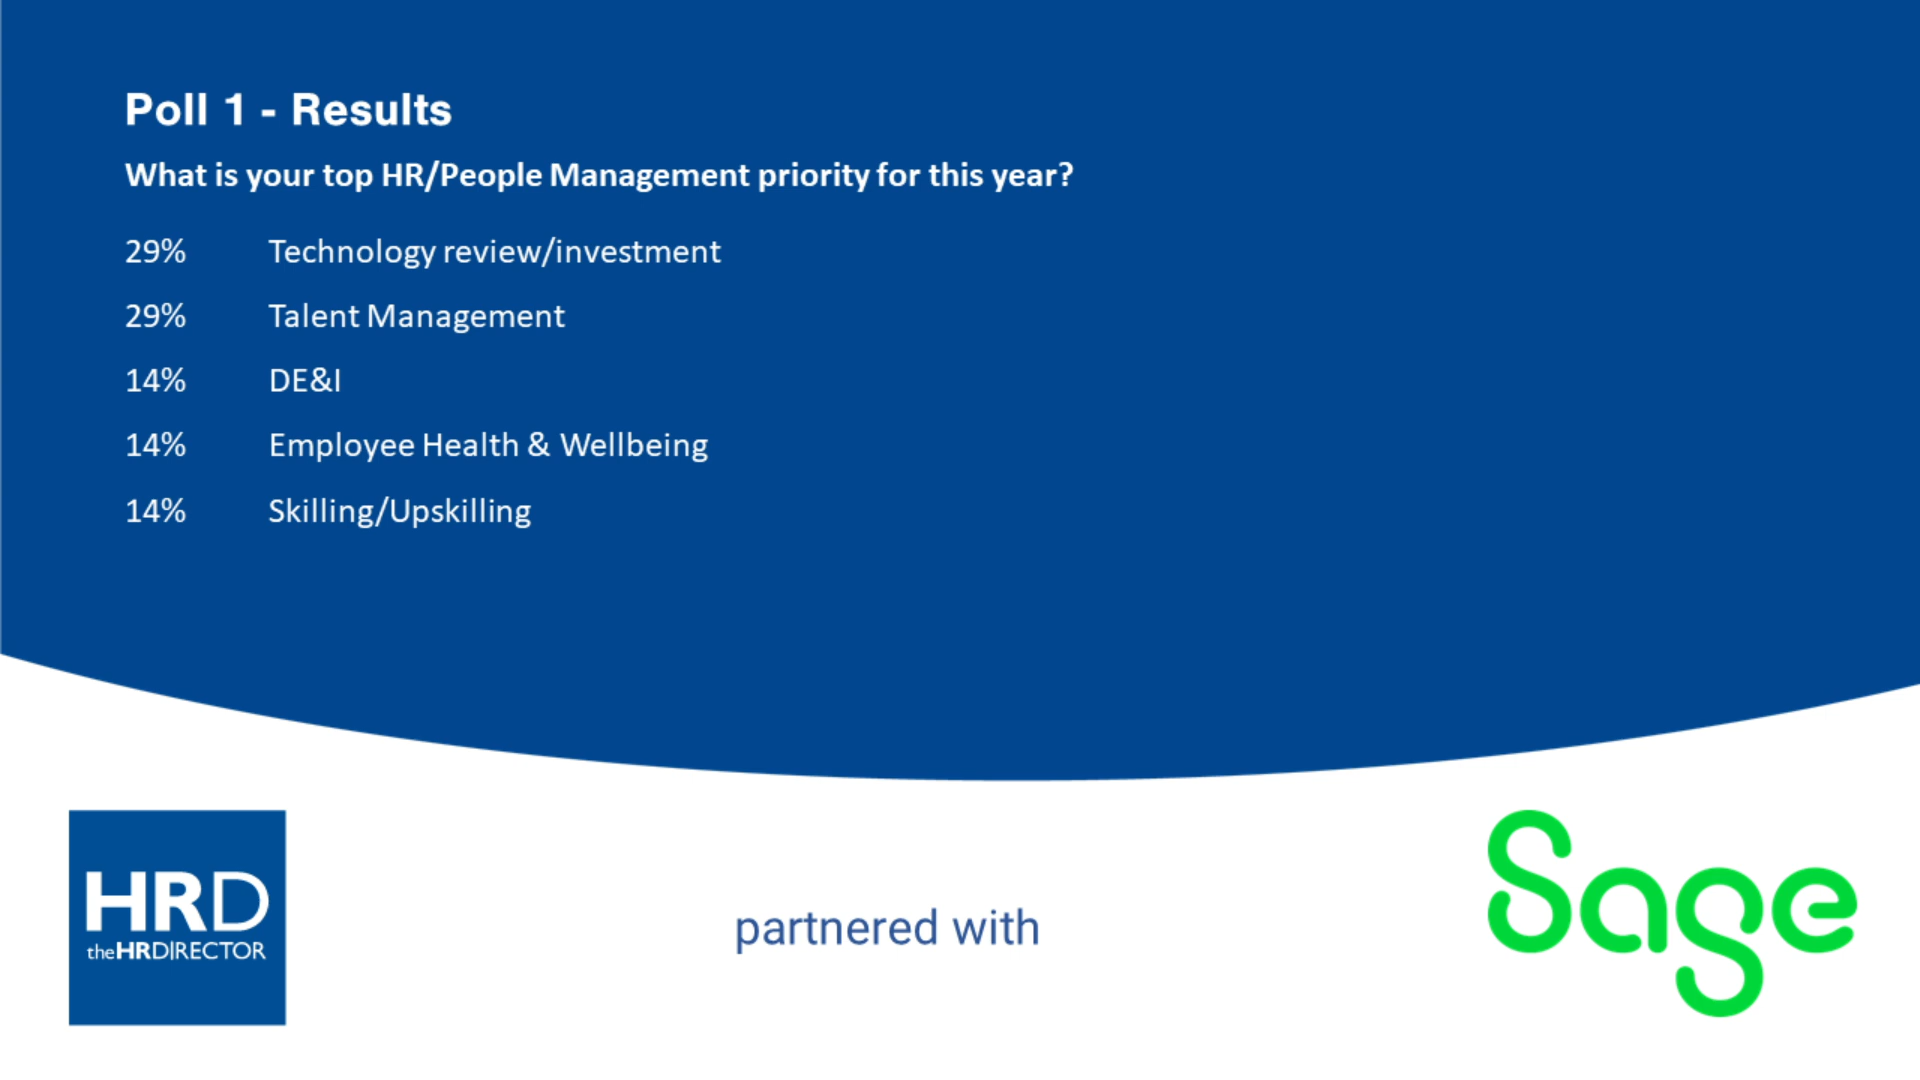 Poll 1 - Results
What is your top HR/People Management priority for this year?
29% Technology review/investment
29% Talent Management
14% DE&I
14% Employee Health & Wellbeing
14% Skilling/Upskilling
HRD
theHRDIRECTOR
partnered with
Sage